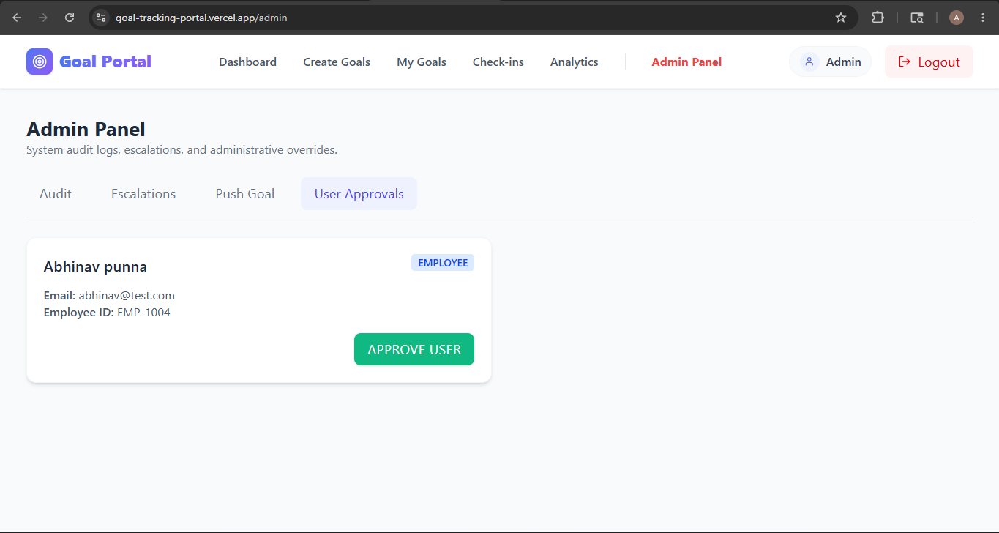 goal-tracking-portal.vercel.app/admin
A
Goal Portal
Dashboard
Create Goals
My Goals
Check-ins
Analytics
Admin Panel
Admin
Logout
Admin Panel
System audit logs, escalations, and administrative overrides.
Audit
Escalations
Push Goal
User Approvals
Abhinav punna
EMPLOYEE
Email: abhinav@test.com
Employee ID: EMP-1004
APPROVE USER